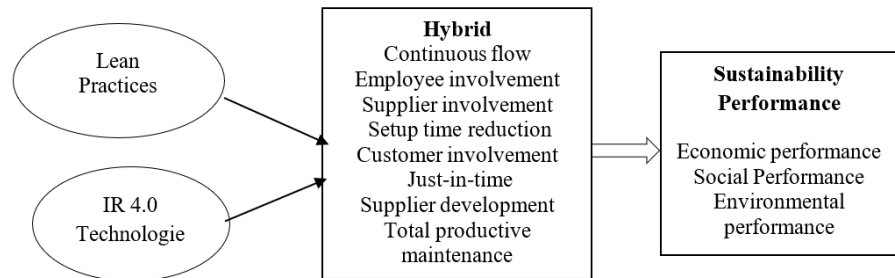 Lean
Practices
IR 4.0
Technologie
Hybrid
Continuous flow
Employee involvement
Supplier involvement
Setup time reduction
Customer involvement
Just-in-time
Supplier development
Total productive
maintenance
Sustainability
Performance
Economic performance
Social Performance
Environmental
performance